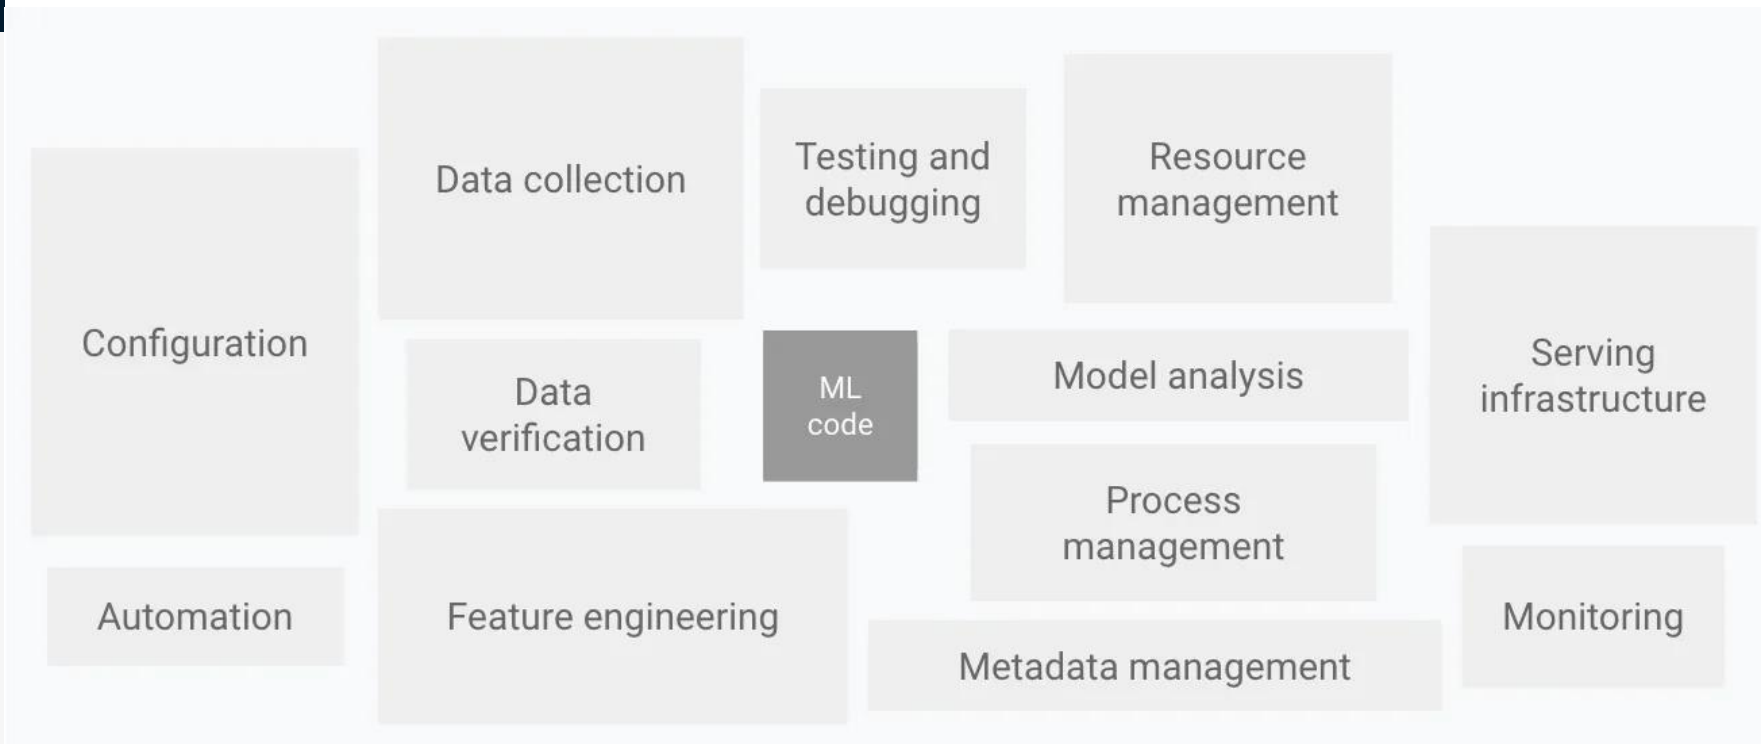 Data collection
Testing and
debugging
Resource
management
Configuration
Data
verification
ML
code
Model analysis
Serving
infrastructure
Process
management
Automation
Feature engineering
Metadata management
Monitoring